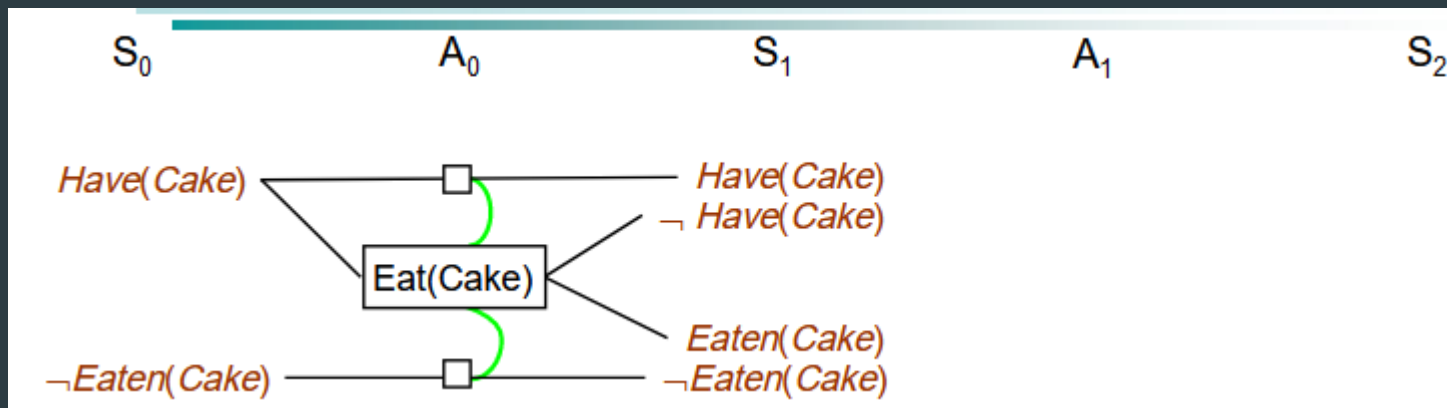 S₀ A₀ S₁ A₁ S₂
Have(Cake) Have(Cake)
¬ Have(Cake)
Eat(Cake)
Eaten(Cake)
¬Eaten(Cake) ¬Eaten(Cake)